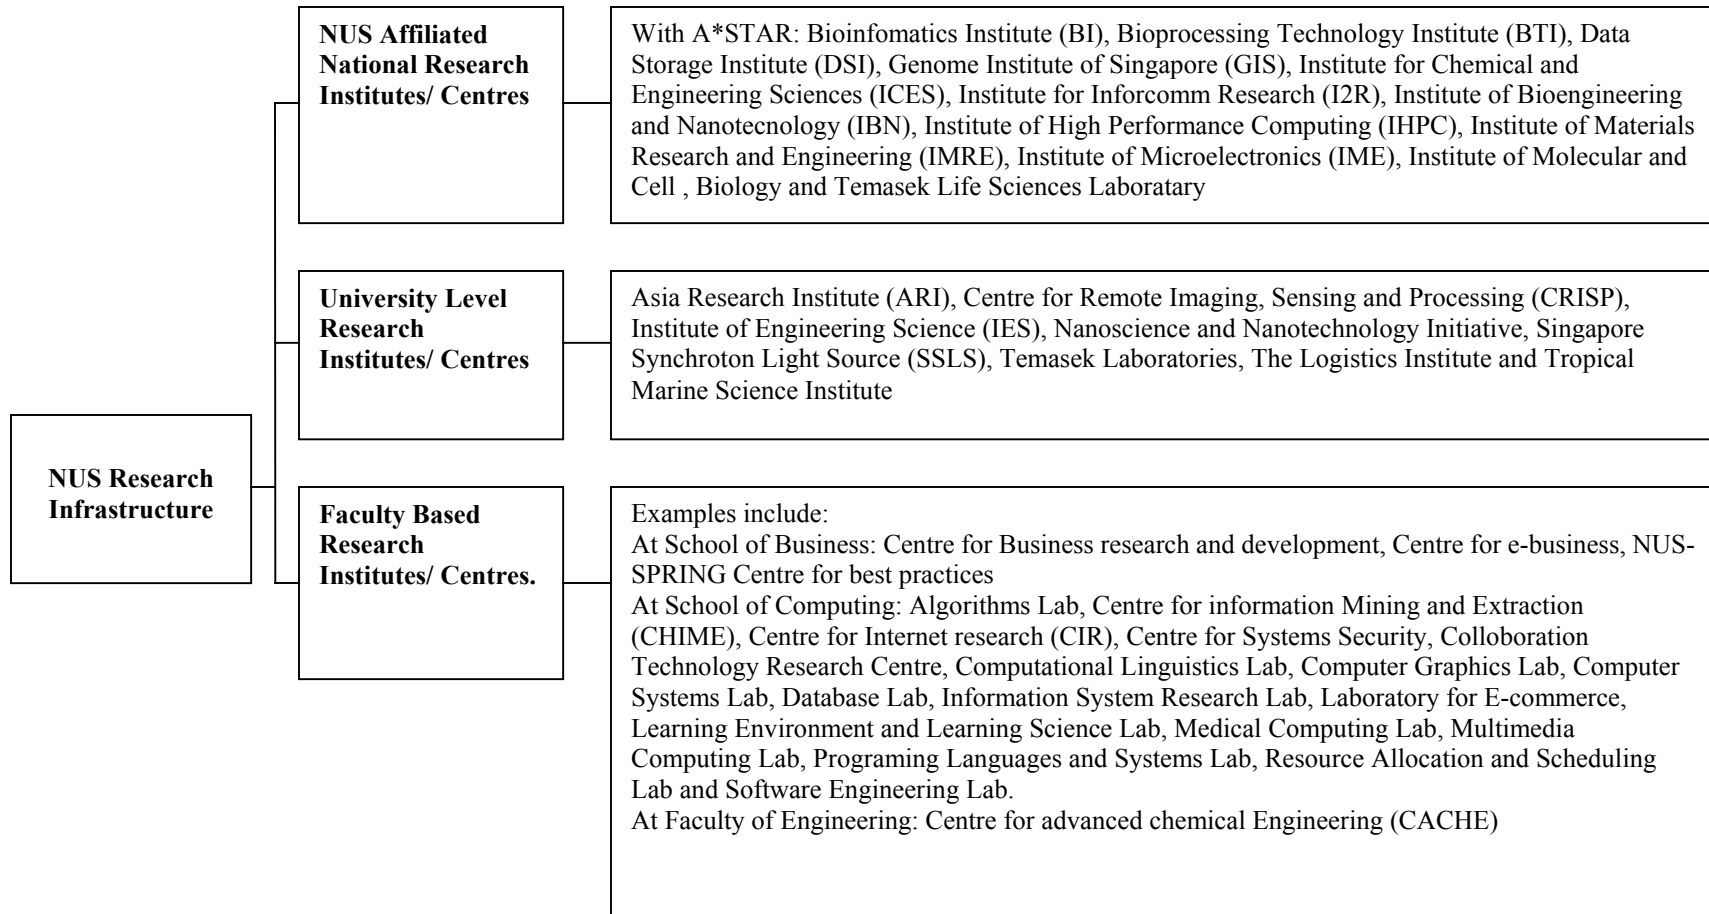 NUS Affiliated
National Research
Institutes/ Centres
With A*STAR: Bioinfomatics Institute (BI), Bioprocessing Technology Institute (BTI), Data
Storage Institute (DSI), Genome Institute of Singapore (GIS), Institute for Chemical and
Engineering Sciences (ICES), Institute for Inforcomm Research (I2R), Institute of Bioengineering
and Nanotecnology (IBN), Institute of High Performance Computing (IHPC), Institute of Materials
Research and Engineering (IMRE), Institute of Microelectronics (IME), Institute of Molecular and
Cell , Biology and Temasek Life Sciences Laboratary
University Level
Research
Institutes/ Centres
Asia Research Institute (ARI), Centre for Remote Imaging, Sensing and Processing (CRISP),
Institute of Engineering Science (IES), Nanoscience and Nanotechnology Initiative, Singapore
Synchroton Light Source (SSLS), Temasek Laboratories, The Logistics Institute and Tropical
Marine Science Institute
NUS Research
Infrastructure
Faculty Based
Research
Institutes/ Centres.
Examples include:
At School of Business: Centre for Business research and development, Centre for e-business, NUS-
SPRING Centre for best practices
At School of Computing: Algorithms Lab, Centre for information Mining and Extraction
(CHIME), Centre for Internet research (CIR), Centre for Systems Security, Colloboration
Technology Research Centre, Computational Linguistics Lab, Computer Graphics Lab, Computer
Systems Lab, Database Lab, Information System Research Lab, Laboratory for E-commerce,
Learning Environment and Learning Science Lab, Medical Computing Lab, Multimedia
Computing Lab, Programing Languages and Systems Lab, Resource Allocation and Scheduling
Lab and Software Engineering Lab.
At Faculty of Engineering: Centre for advanced chemical Engineering (CACHE)